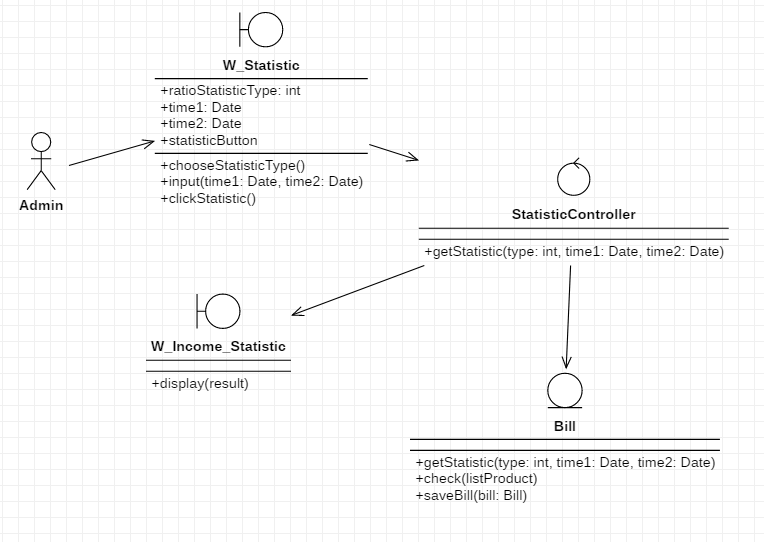 W_Statistic
+ratioStatisticType: int
+time1: Date
+time2: Date
+statisticButton
+chooseStatisticType()
+input(time1: Date, time2: Date)
+clickStatistic()
Admin
StatisticController
+getStatistic(type: int, time1: Date, time2: Date)
W_Income_Statistic
+display(result)
Bill
+getStatistic(type: int, time1: Date, time2: Date)
+check(listProduct)
+saveBill(bill: Bill)